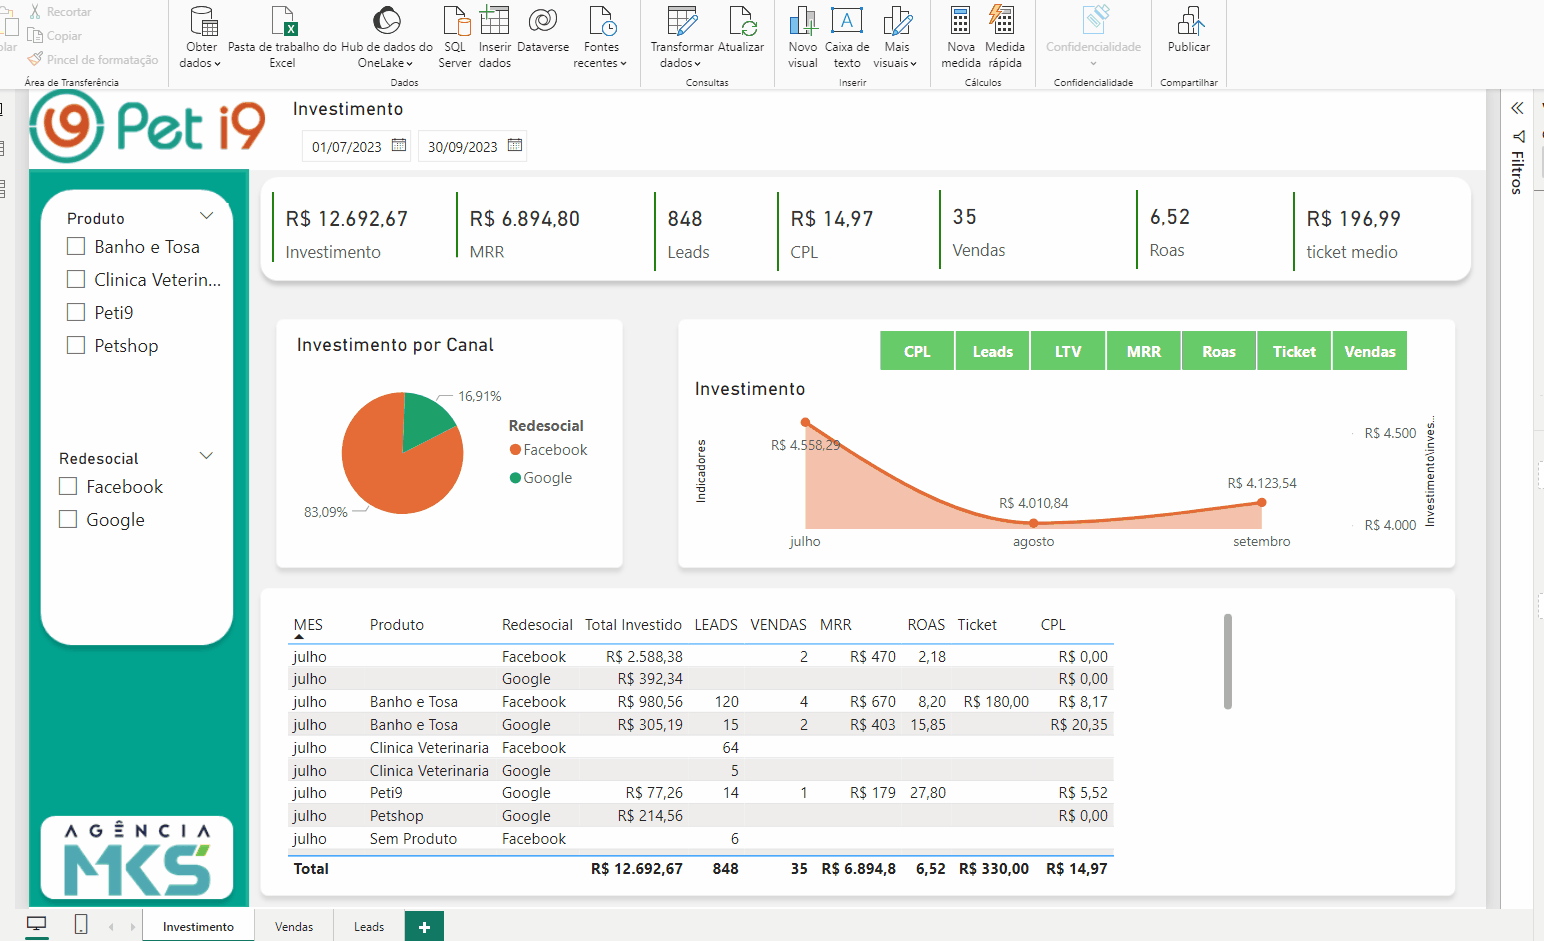 Recortar
Copiar
Pincel de formatação
Área de Transferência
Obter dados
Pasta de trabalho do Excel
Hub de dados do OneLake
SQL Server
Inserir dados
Dataverse
Fontes recentes
Dados
Transformar dados
Atualizar
Consultas
Novo visual
Caixa de texto
Mais visuais
Inserir
Nova medida
Medida rápida
Cálculos
Confidencialidade
Confidencialidade
Publicar
Compartilhar
Pet i9
Investimento
01/07/2023
30/09/2023
Filtros
Produto
Banho e Tosa
Clinica Veterin...
Peti9
Petshop
Redesocial
Facebook
Google
AGÊNCIA
MKS
R$ 12.692,67
Investimento
R$ 6.894,80
MRR
848
Leads
R$ 14,97
CPL
35
Vendas
6,52
Roas
R$ 196,99
ticket medio
Investimento por Canal
16,91%
83,09%
Redesocial
Facebook
Google
CPL Leads LTV MRR Roas Ticket Vendas
Investimento
Indicadores
R$ 4.558,29
R$ 4.010,84
R$ 4.123,54
julho agosto setembro
R$ 4.500
R$ 4.000
Investimento\inves...
MES Produto Redesocial Total Investido LEADS VENDAS MRR ROAS Ticket CPL
julho Facebook R$ 2.588,38 2 R$ 470 2,18 R$ 0,00
julho Google R$ 392,34 R$ 0,00
julho Banho e Tosa Facebook R$ 980,56 120 4 R$ 670 8,20 R$ 180,00 R$ 8,17
julho Banho e Tosa Google R$ 305,19 15 2 R$ 403 15,85 R$ 20,35
julho Clinica Veterinaria Facebook 64
julho Clinica Veterinaria Google 5
julho Peti9 Google R$ 77,26 14 1 R$ 179 27,80 R$ 5,52
julho Petshop Google R$ 214,56 R$ 0,00
julho Sem Produto Facebook 6
Total R$ 12.692,67 848 35 R$ 6.894,8 6,52 R$ 330,00 R$ 14,97
Investimento
Vendas
Leads
+